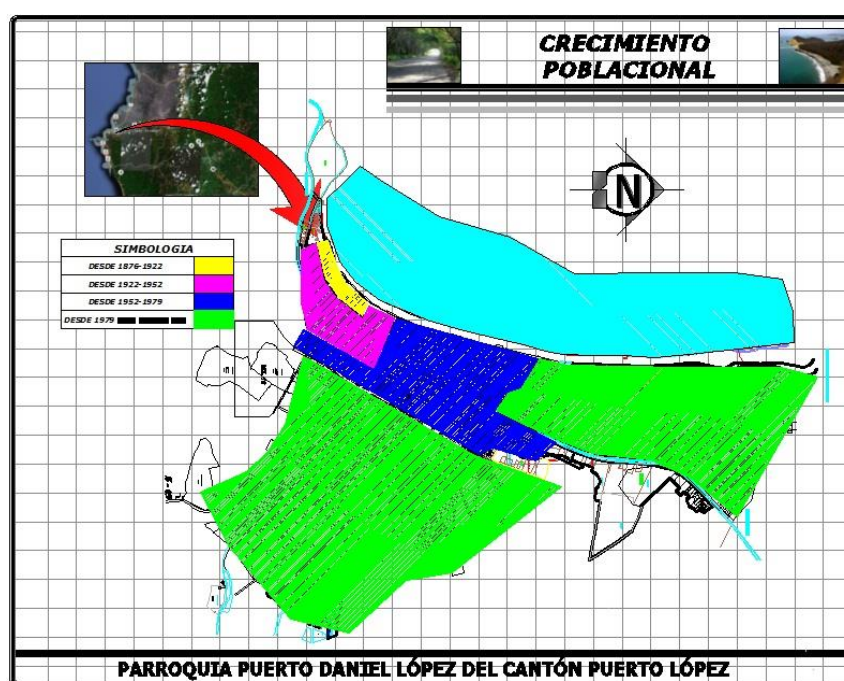 CRECIMIENTO
POBLACIONAL
N
SIMBOLOGIA
DESDE 1876-1922
DESDE 1922-1952
DESDE 1952-1979
DESDE 1979
PARROQUIA PUERTO DANIEL LÓPEZ DEL CANTÓN PUERTO LÓPEZ